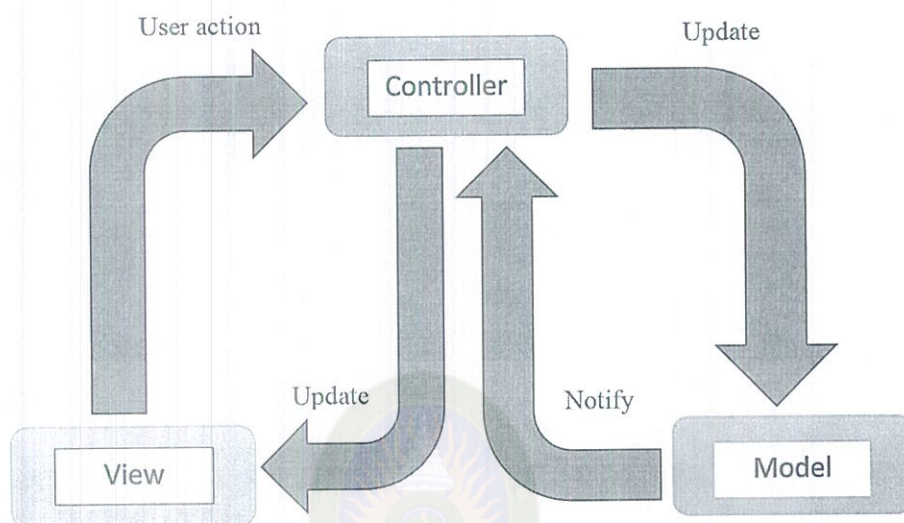 User action
Update
Controller
Update
Notify
View
Model